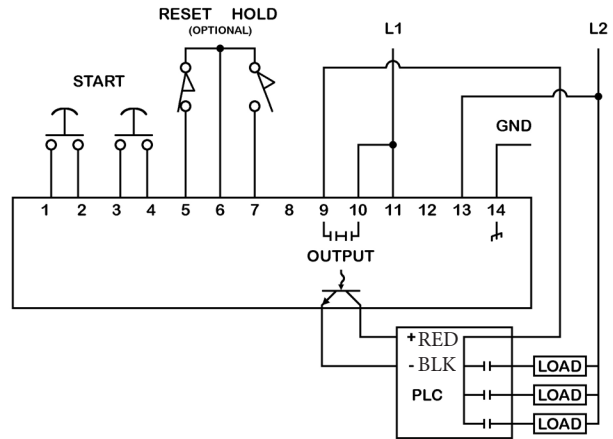 RESET HOLD
(OPTIONAL)
L1
L2
START
GND
1 2 3 4 5 6 7 8 9 10 11 12 13 14
OUTPUT
+ RED
- BLK
PLC
LOAD
LOAD
LOAD